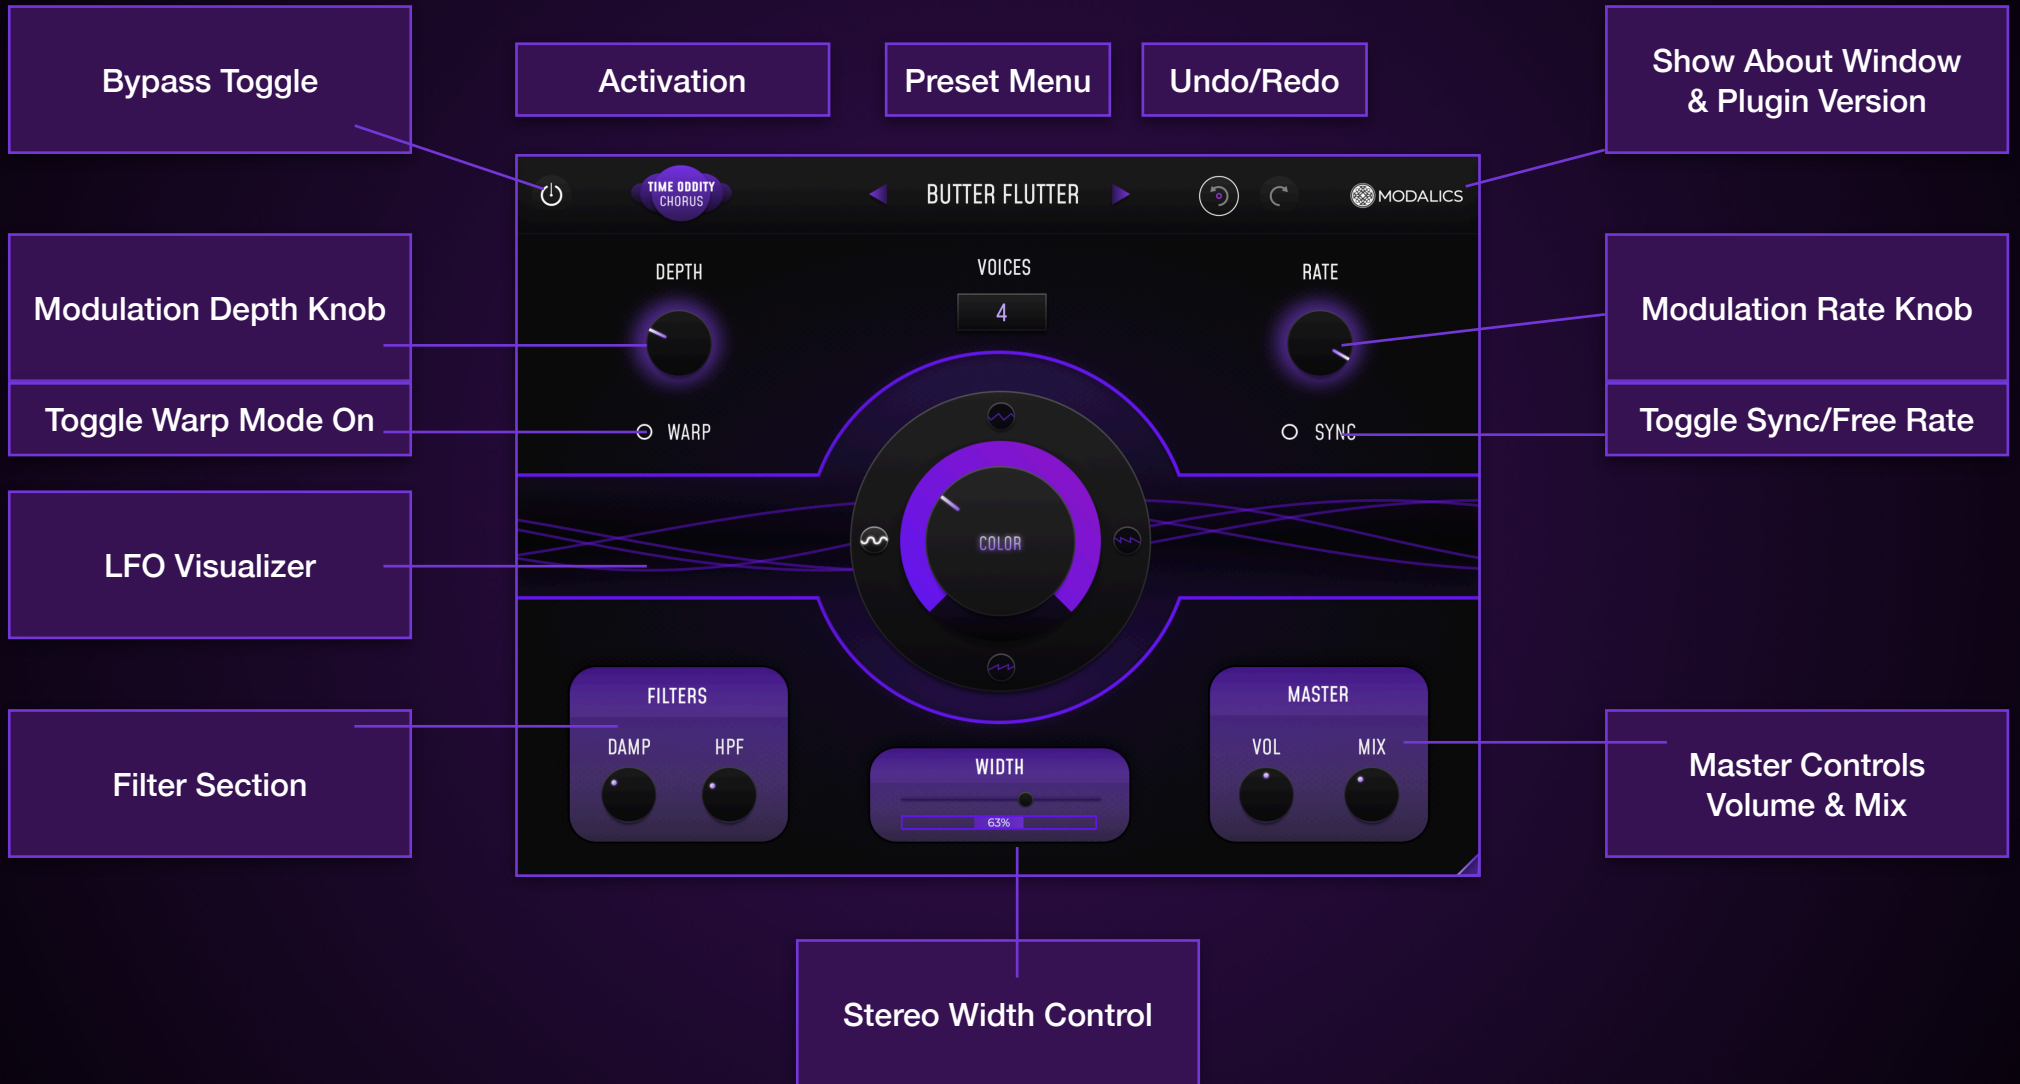 Bypass Toggle
Activation
Preset Menu
Undo/Redo
Show About Window
& Plugin Version
TIME ODDITY
CHORUS
BUTTER FLUTTER
MODALICS
Modulation Depth Knob
DEPTH
VOICES
4
RATE
Modulation Rate Knob
Toggle Warp Mode On
WARP
SYNC
Toggle Sync/Free Rate
LFO Visualizer
COLOR
Filter Section
FILTERS
DAMP HPF
WIDTH
63%
MASTER
VOL MIX
Master Controls
Volume & Mix
Stereo Width Control